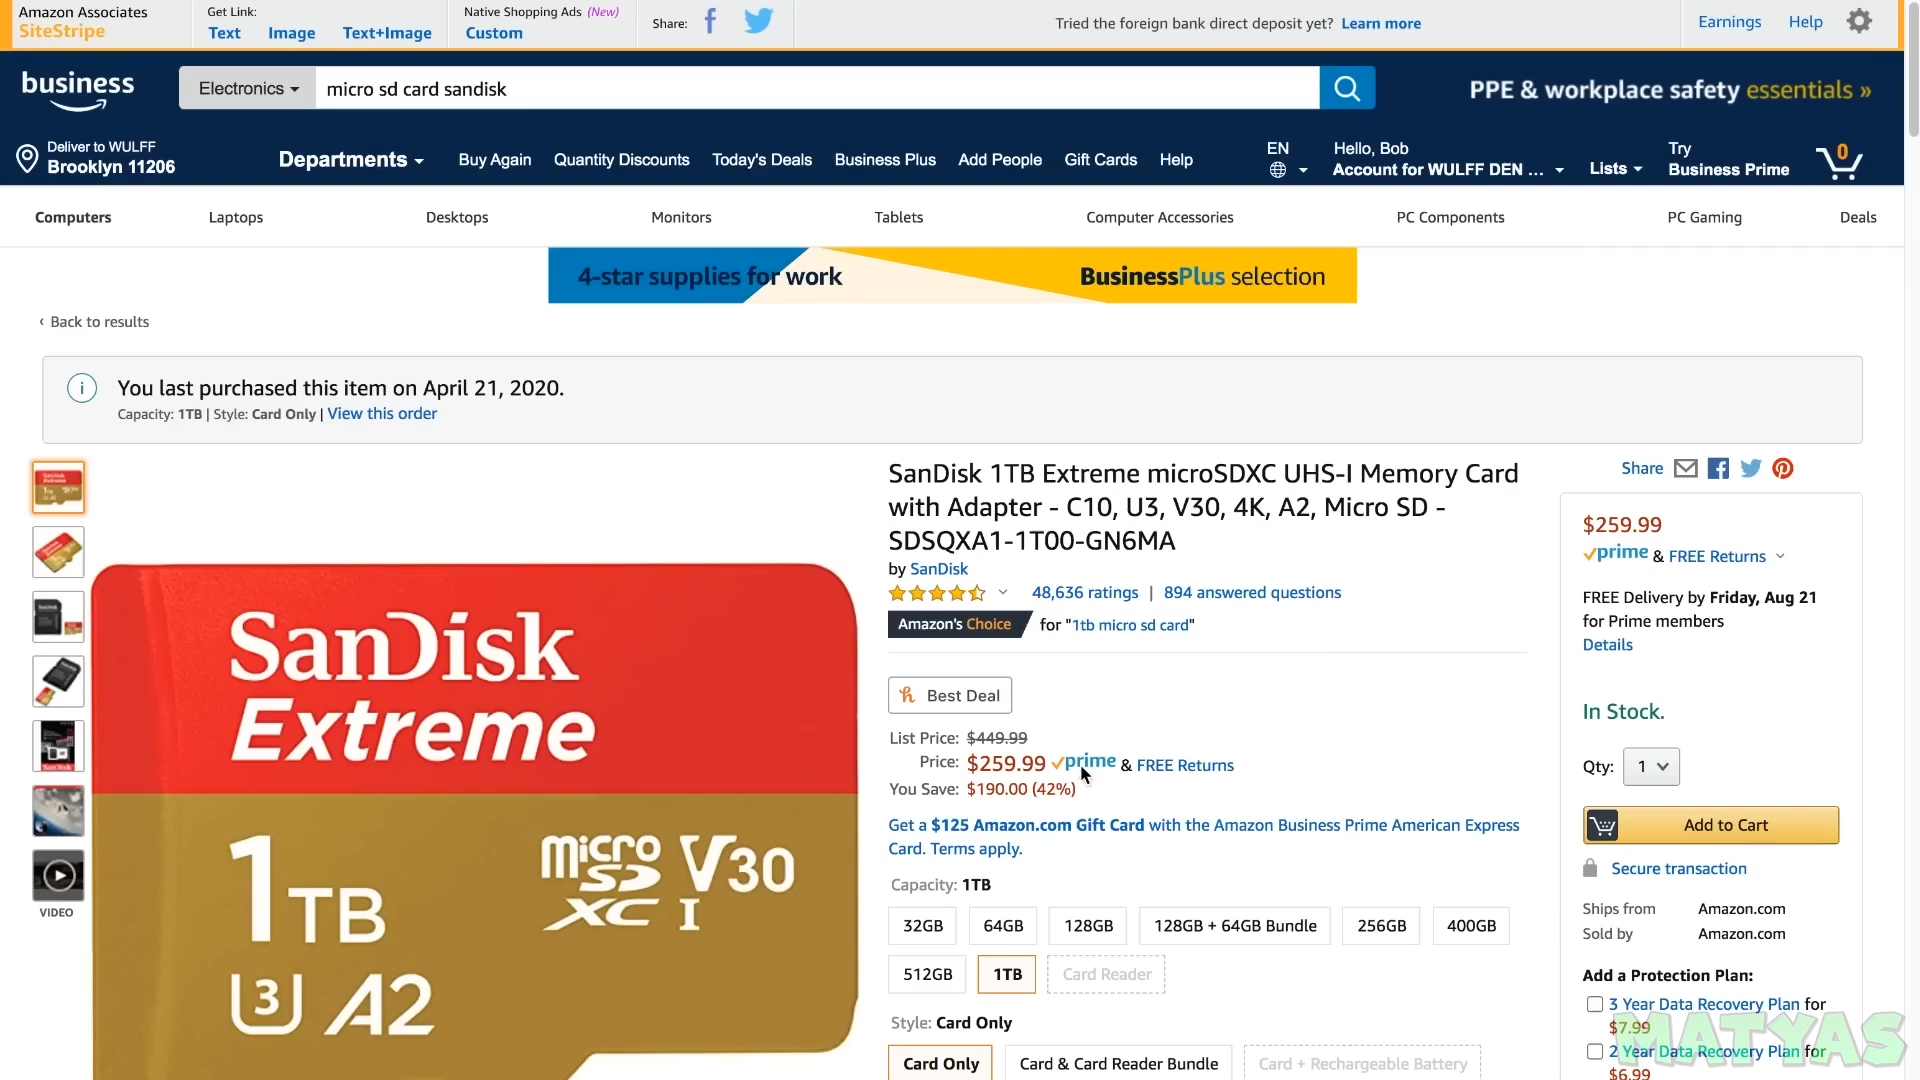 Amazon Associates
SiteStripe
Get Link:
Text Image Text+Image
Native Shopping Ads (New)
Custom
Share:
Tried the foreign bank direct deposit yet? Learn more
Earnings Help
business
Electronics
micro sd card sandisk
PPE & workplace safety essentials »
Deliver to WULFF
Brooklyn 11206
Departments
Buy Again Quantity Discounts Today's Deals Business Plus Add People Gift Cards Help
EN
Hello, Bob
Account for WULFF DEN ...
Lists
Try
Business Prime
0
Computers Laptops Desktops Monitors Tablets Computer Accessories PC Components PC Gaming Deals
4-star supplies for work
BusinessPlus selection
‹ Back to results
i
You last purchased this item on April 21, 2020.
Capacity: 1TB | Style: Card Only | View this order
VIDEO
SanDisk
Extreme
1TB
micro SD XC I
V30
U3 A2
SanDisk 1TB Extreme microSDXC UHS-I Memory Card
with Adapter - C10, U3, V30, 4K, A2, Micro SD -
SDSQXA1-1T00-GN6MA
by SanDisk
48,636 ratings | 894 answered questions
Amazon's Choice for "1tb micro sd card"
Best Deal
List Price: $449.99
Price: $259.99 prime & FREE Returns
You Save: $190.00 (42%)
Get a $125 Amazon.com Gift Card with the Amazon Business Prime American Express
Card. Terms apply.
Capacity: 1TB
32GB 64GB 128GB 128GB + 64GB Bundle 256GB 400GB
512GB 1TB Card Reader
Style: Card Only
Card Only Card & Card Reader Bundle Card + Rechargeable Battery
Share
$259.99
prime & FREE Returns
FREE Delivery by Friday, Aug 21
for Prime members
Details
In Stock.
Qty: 1
Add to Cart
Secure transaction
Ships from Amazon.com
Sold by Amazon.com
Add a Protection Plan:
3 Year Data Recovery Plan for
$7.99
2 Year Data Recovery Plan for
$6.99
MATYAS